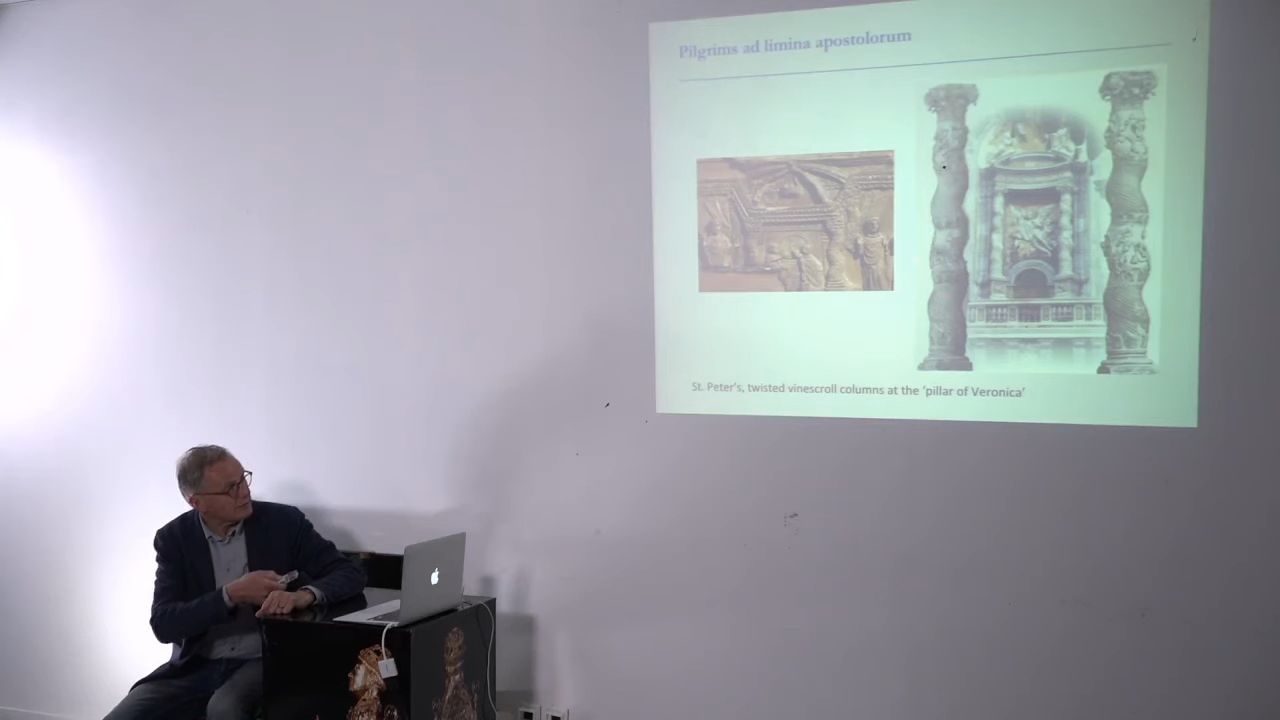 Pilgrims ad limina apostolorum
St. Peter's, twisted vinescroll columns at the 'pillar of Veronica'